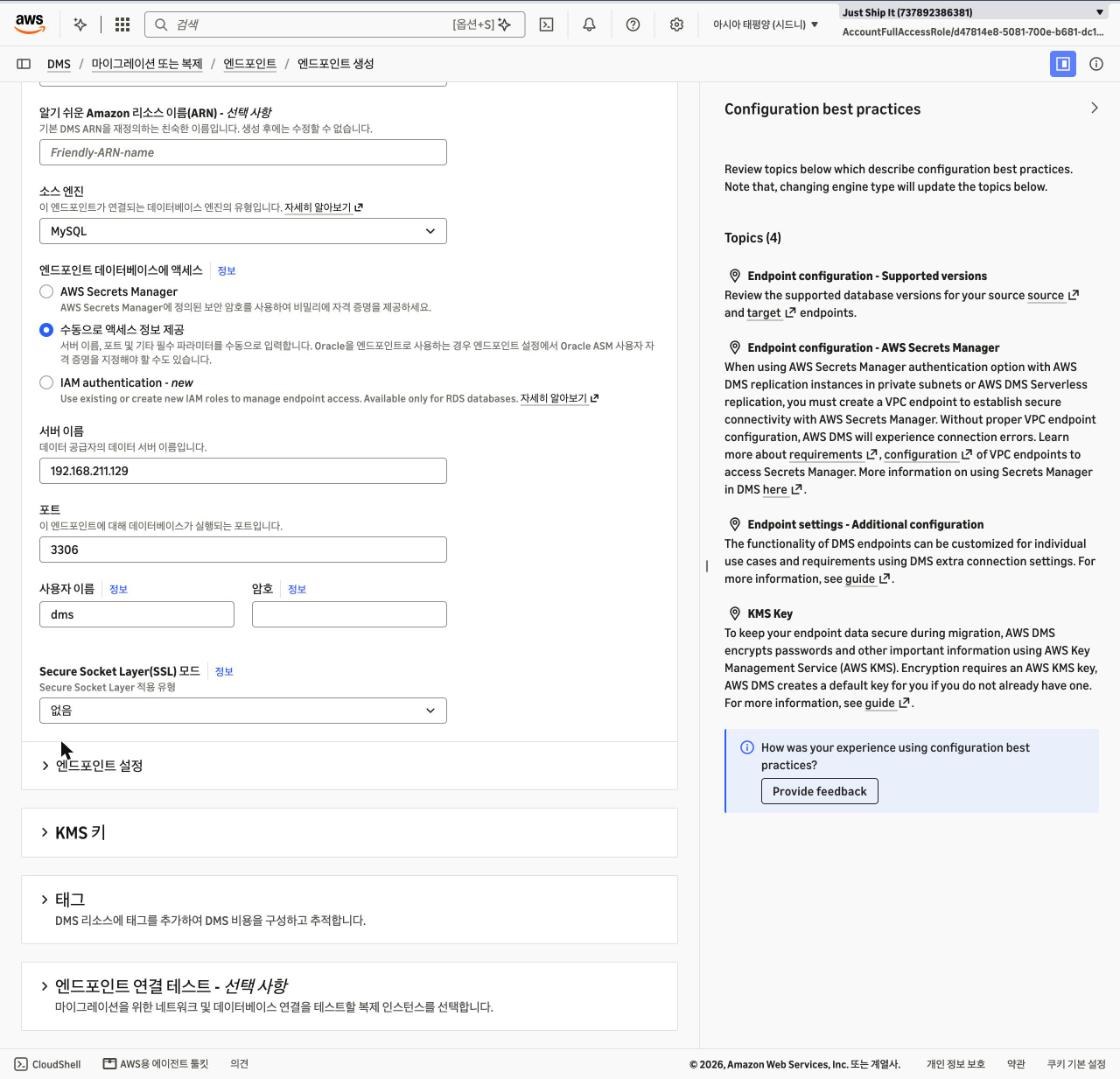 aws
검색
[옵션+S]
아시아 태평양 (시드니)
Just Ship It (737892386381)
AccountFullAccessRole/d47814e8-5081-700e-b681-dc1...
DMS / 마이그레이션 또는 복제 / 엔드포인트 / 엔드포인트 생성
알기 쉬운 Amazon 리소스 이름(ARN) - 선택 사항
기본 DMS ARN을 재정의하는 친숙한 이름입니다. 생성 후에는 수정할 수 없습니다.
Friendly-ARN-name
소스 엔진
이 엔드포인트가 연결되는 데이터베이스 엔진의 유형입니다. 자세히 알아보기
MySQL
엔드포인트 데이터베이스에 액세스 정보
AWS Secrets Manager
AWS Secrets Manager에 정의된 보안 암호를 사용하여 비밀리에 자격 증명을 제공하세요.
수동으로 액세스 정보 제공
서버 이름, 포트 및 기타 필수 파라미터를 수동으로 입력합니다. Oracle을 엔드포인트로 사용하는 경우 엔드포인트 설정에서 Oracle ASM 사용자 자
격 증명을 지정해야 할 수도 있습니다.
IAM authentication - new
Use existing or create new IAM roles to manage endpoint access. Available only for RDS databases. 자세히 알아보기
서버 이름
데이터 공급자의 데이터 서버 이름입니다.
192.168.211.129
포트
이 엔드포인트에 대해 데이터베이스가 실행되는 포트입니다.
3306
사용자 이름 정보
암호 정보
dms
Secure Socket Layer(SSL) 모드 정보
Secure Socket Layer 적용 유형
없음
엔드포인트 설정
KMS 키
태그
DMS 리소스에 태그를 추가하여 DMS 비용을 구성하고 추적합니다.
엔드포인트 연결 테스트 - 선택 사항
마이그레이션을 위한 네트워크 및 데이터베이스 연결을 테스트할 복제 인스턴스를 선택합니다.
Configuration best practices
Review topics below which describe configuration best practices.
Note that, changing engine type will update the topics below.
Topics (4)
Endpoint configuration - Supported versions
Review the supported database versions for your source source
and target endpoints.
Endpoint configuration - AWS Secrets Manager
When using AWS Secrets Manager authentication option with AWS
DMS replication instances in private subnets or AWS DMS Serverless
replication, you must create a VPC endpoint to establish secure
connectivity with AWS Secrets Manager. Without proper VPC endpoint
configuration, AWS DMS will experience connection errors. Learn
more about requirements , configuration of VPC endpoints to
access Secrets Manager. More information on using Secrets Manager
in DMS here .
Endpoint settings - Additional configuration
The functionality of DMS endpoints can be customized for individual
use cases and requirements using DMS extra connection settings. For
more information, see guide .
KMS Key
To keep your endpoint data secure during migration, AWS DMS
encrypts passwords and other important information using AWS Key
Management Service (AWS KMS). Encryption requires an AWS KMS key,
AWS DMS creates a default key for you if you do not already have one.
For more information, see guide .
How was your experience using configuration best
practices?
Provide feedback
CloudShell
AWS용 에이전트 툴킷
의견
© 2026, Amazon Web Services, Inc. 또는 계열사.
개인 정보 보호
약관
쿠키 기본 설정